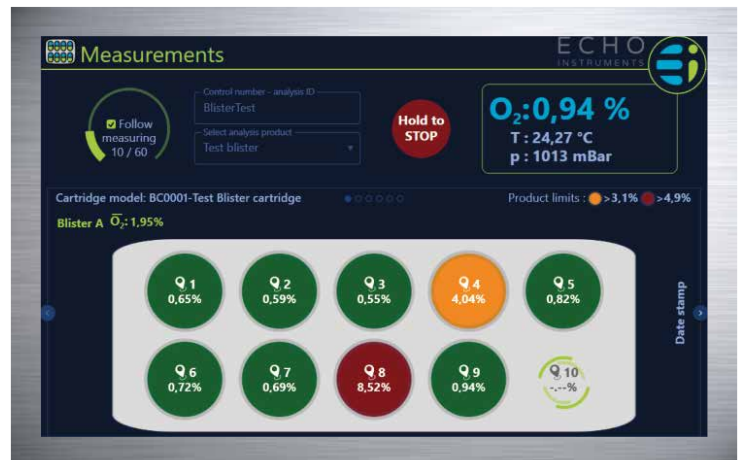 Measurements
ECHO
INSTRUMENTS
Follow
measuring
10 / 60
Control number - analysis ID
BlisterTest
Select analysis product
Test blister
Hold to
STOP
O₂:0,94 %
T : 24,27 °C
p : 1013 mBar
Cartridge model: BC0001-Test Blister cartridge
Product limits : >3,1% >4,9%
Blister A O̅₂: 1,95%
1
0,65%
2
0,59%
3
0,55%
4
4,04%
5
0,82%
Date stamp
6
0,72%
7
0,69%
8
8,52%
9
0,94%
10
-.--%